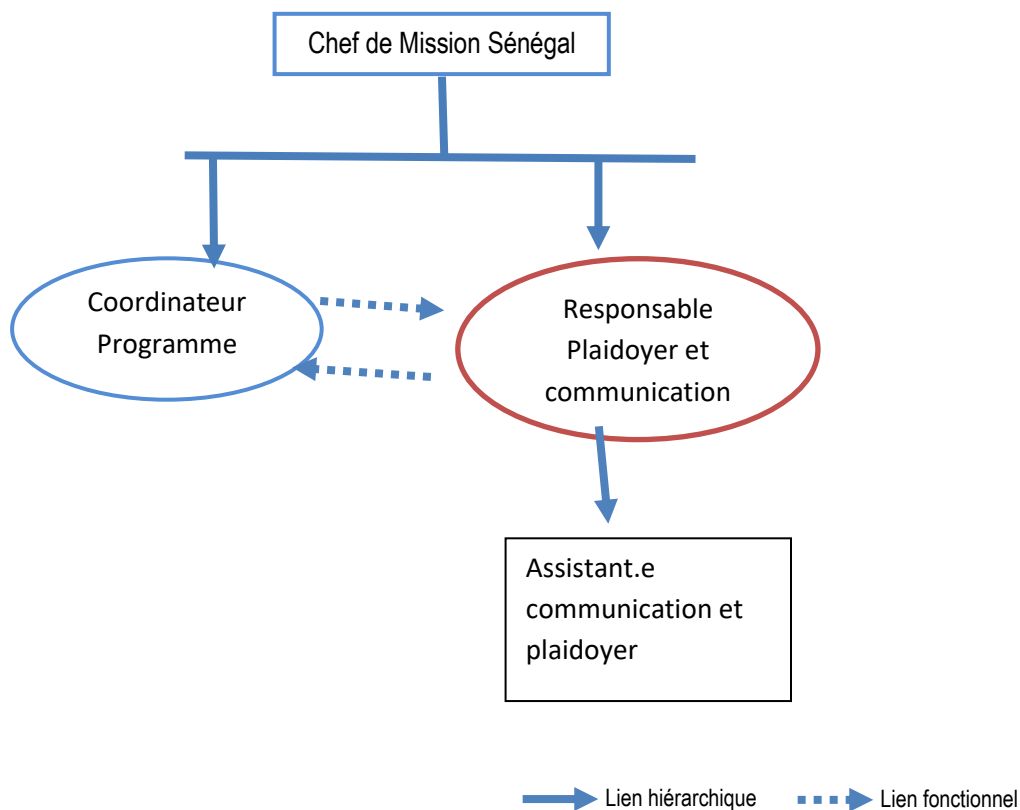 Chef de Mission Sénégal
Coordinateur
Programme
Responsable
Plaidoyer et
communication
Assistant.e
communication et
plaidoyer
Lien hiérarchique
Lien fonctionnel